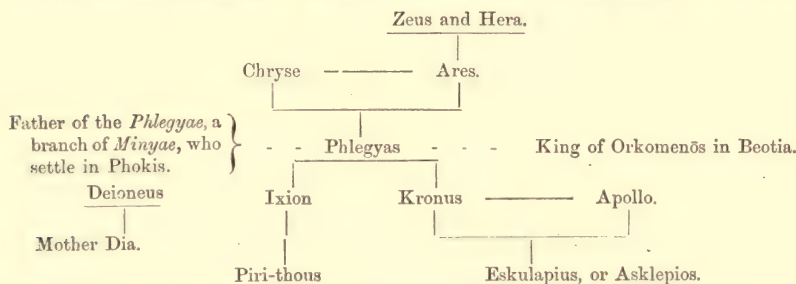 Zeus and Hera.
Chryse ——— Ares.
Father of the Phlegyae, a
branch of Minyae, who
settle in Phokis.
- - Phlegyas - - - King of Orkomenōs in Beotia.
Deioneus Ixion Kronus ——— Apollo.
Mother Dia.
Piri-thous Eskulapius, or Asklepios.